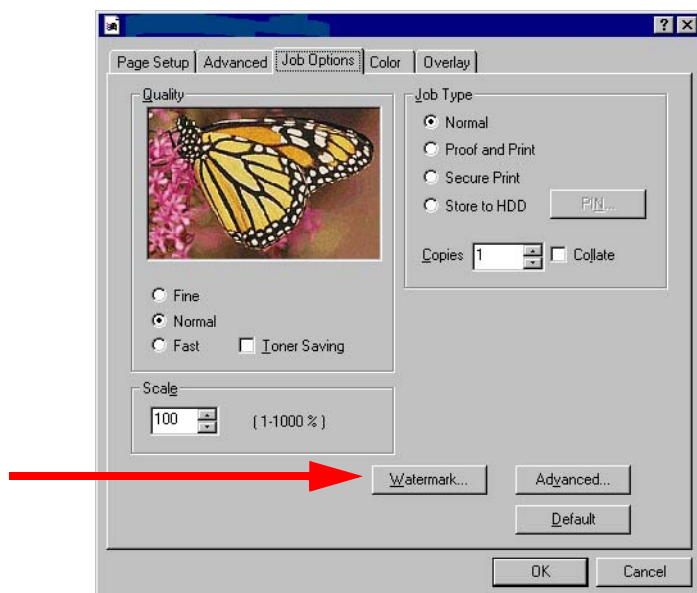 Page Setup
Advanced
Job Options
Color
Overlay
Quality
Fine
Normal
Fast
Toner Saving
Scale
100
( 1-1000 % )
Job Type
Normal
Proof and Print
Secure Print
Store to HDD
PIN...
Copies
1
Collate
Watermark...
Advanced...
Default
OK
Cancel